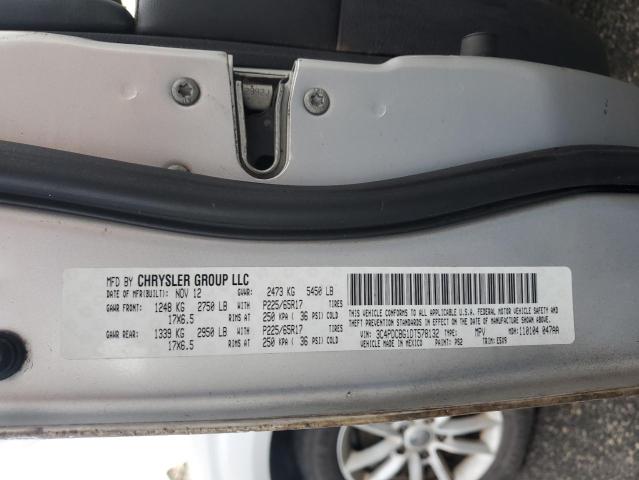 MFD BY CHRYSLER GROUP LLC
DATE OF MFR(BUILT): NOV 12 GVWR: 2473 KG 5450 LB
GAWR FRONT: 1248 KG 2750 LB WITH P225/65R17 TIRES
17X6.5 RIMS AT 250 KPA ( 36 PSI) COLD
GAWR REAR: 1339 KG 2950 LB WITH P225/65R17 TIRES
17X6.5 RIMS AT 250 KPA ( 36 PSI) COLD
THIS VEHICLE CONFORMS TO ALL APPLICABLE U.S.A. FEDERAL MOTOR VEHICLE SAFETY AND
THEFT PREVENTION STANDARDS IN EFFECT ON THE DATE OF MANUFACTURE SHOWN ABOVE.
VIN: 3C4PDCBG1DT578132 TYPE: MPV MDH: 110104 047AA
VEHICLE MADE IN MEXICO PAINT: PS2 TRIM: E5X9